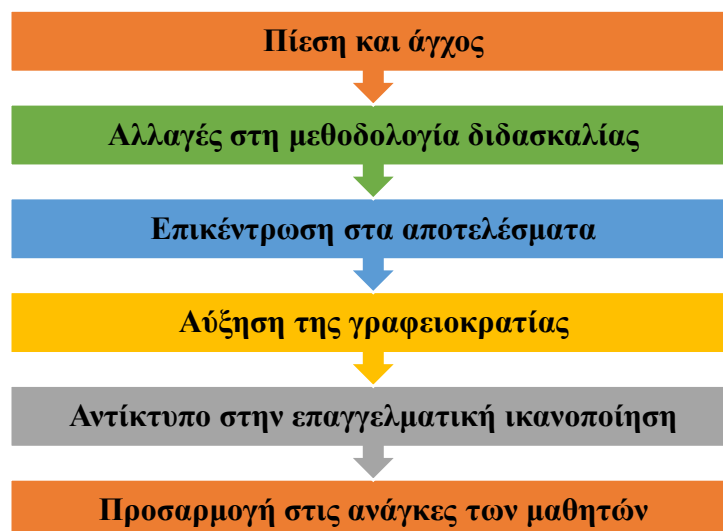 Πίεση και άγχος
Αλλαγές στη μεθοδολογία διδασκαλίας
Επικέντρωση στα αποτελέσματα
Αύξηση της γραφειοκρατίας
Αντίκτυπο στην επαγγελματική ικανοποίηση
Προσαρμογή στις ανάγκες των μαθητών